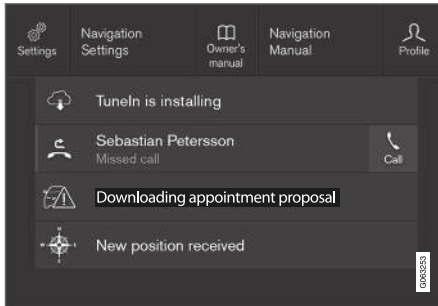 Settings
Navigation
Settings
Owner's
manual
Navigation
Manual
Profile
TuneIn is installing
Sebastian Petersson
Missed call
Call
Downloading appointment proposal
New position received
G063253